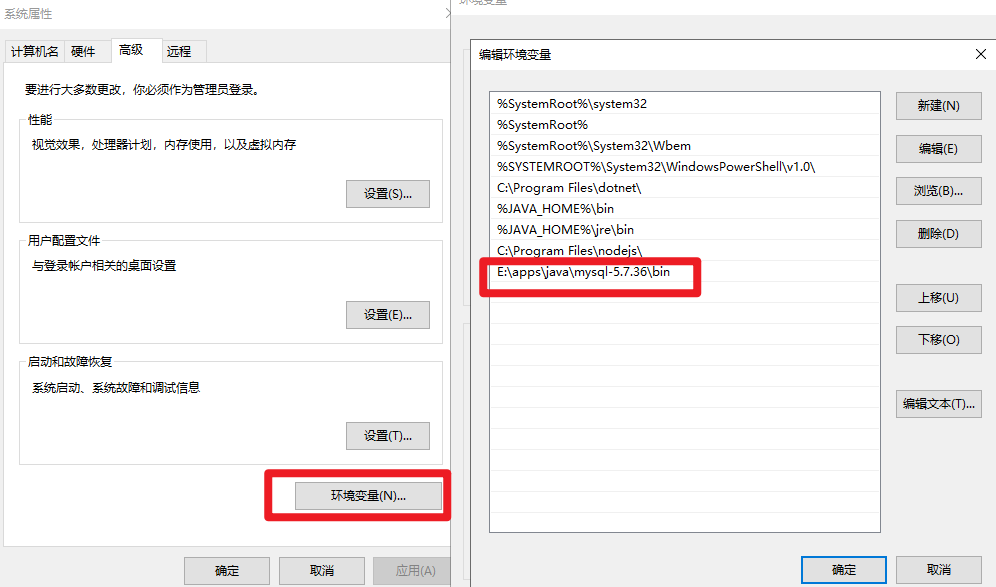 系统属性
计算机名
硬件
高级
远程
要进行大多数更改，你必须作为管理员登录。
性能
视觉效果，处理器计划，内存使用，以及虚拟内存
设置(S)...
用户配置文件
与登录帐户相关的桌面设置
设置(E)...
启动和故障恢复
系统启动、系统故障和调试信息
设置(T)...
环境变量(N)...
确定
取消
应用(A)
环境变量
编辑环境变量
%SystemRoot%\system32
%SystemRoot%
%SystemRoot%\System32\Wbem
%SYSTEMROOT%\System32\WindowsPowerShell\v1.0\
C:\Program Files\dotnet\
%JAVA_HOME%\bin
%JAVA_HOME%\jre\bin
C:\Program Files\nodejs\
E:\apps\java\mysql-5.7.36\bin
新建(N)
编辑(E)
浏览(B)...
删除(D)
上移(U)
下移(O)
编辑文本(T)...
确定
取消